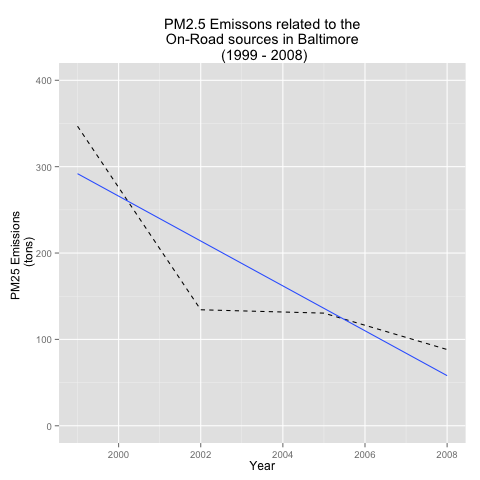 PM2.5 Emissons related to the
On-Road sources in Baltimore
(1999 - 2008)
PM25 Emissions
(tons)
400
300
200
100
0
2000
2002
2004
2006
2008
Year